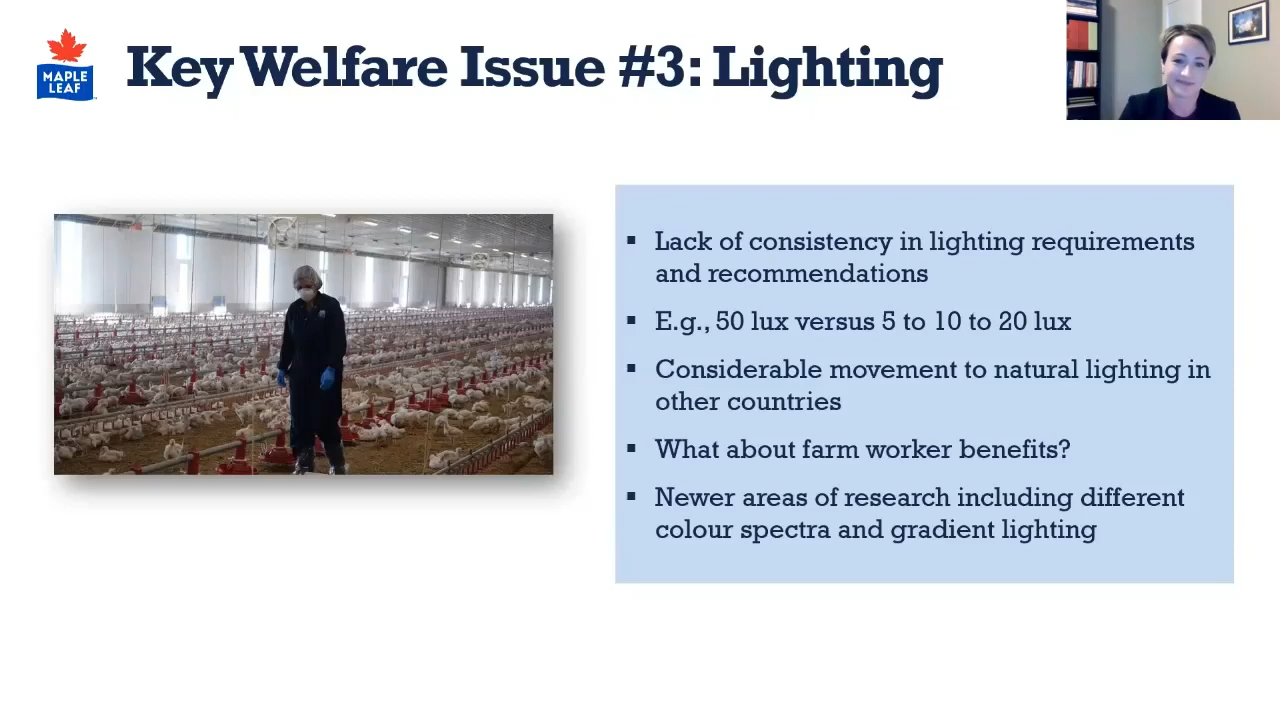 MAPLE
LEAF
Key Welfare Issue #3: Lighting
▪ Lack of consistency in lighting requirements
and recommendations
▪ E.g., 50 lux versus 5 to 10 to 20 lux
▪ Considerable movement to natural lighting in
other countries
▪ What about farm worker benefits?
▪ Newer areas of research including different
colour spectra and gradient lighting